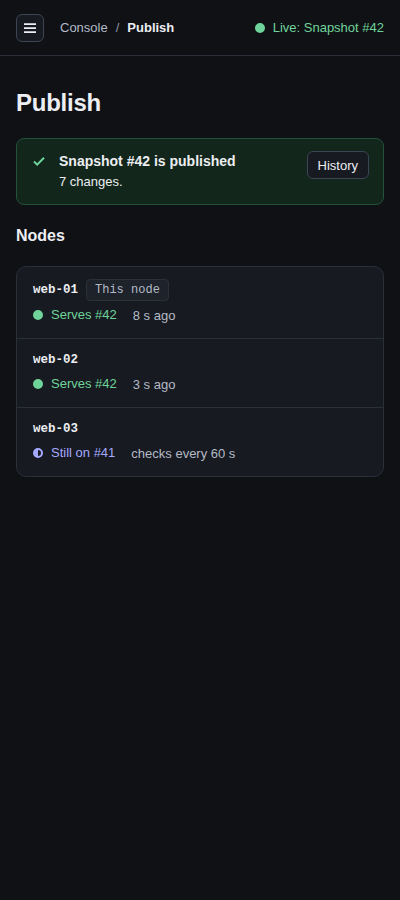 Console / Publish
Live: Snapshot #42
Publish
Snapshot #42 is published
7 changes.
History
Nodes
web-01 This node
Serves #42 8 s ago
web-02
Serves #42 3 s ago
web-03
Still on #41 checks every 60 s